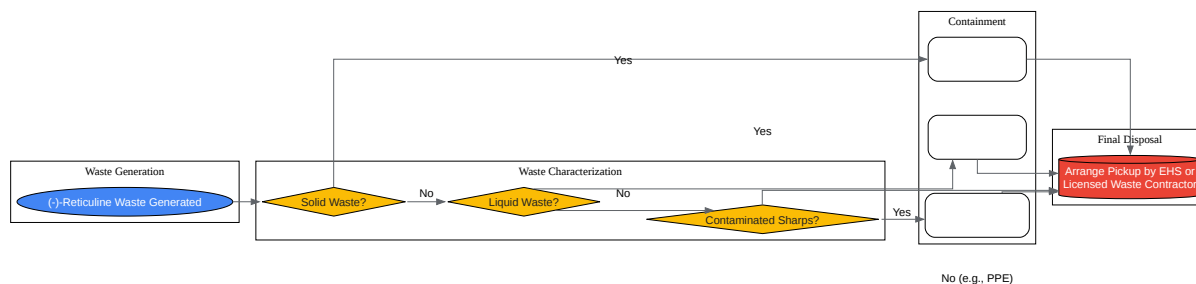 Containment
Yes
Yes
Final Disposal
Waste Generation
Waste Characterization
Arrange Pickup by EHS or
Licensed Waste Contractor
(-)-Reticuline Waste Generated
Solid Waste?
No
Liquid Waste?
No
Contaminated Sharps?
Yes
No (e.g., PPE)